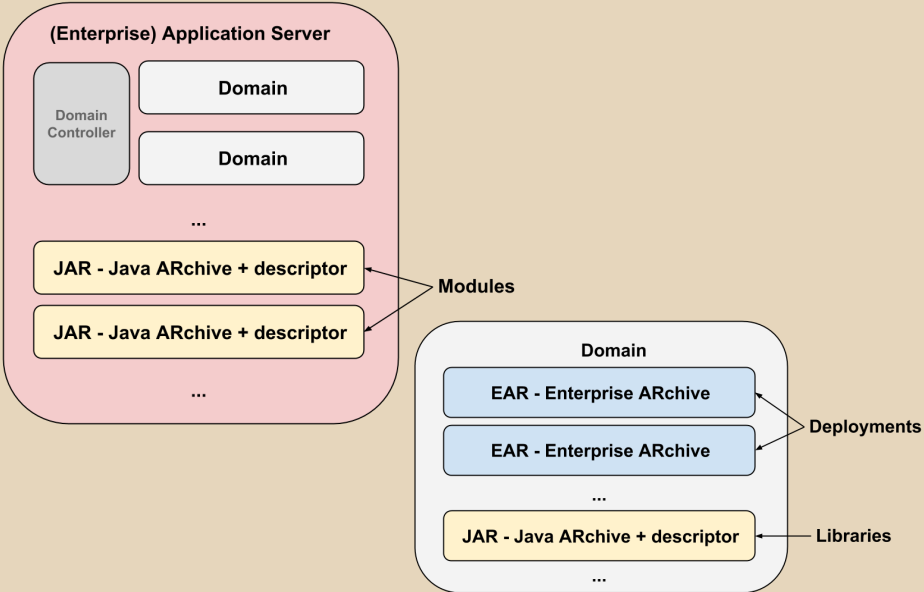 (Enterprise) Application Server
Domain
Controller
Domain
Domain
...
JAR - Java ARchive + descriptor
JAR - Java ARchive + descriptor
...
Modules
Domain
EAR - Enterprise ARchive
EAR - Enterprise ARchive
...
JAR - Java ARchive + descriptor
...
Deployments
Libraries